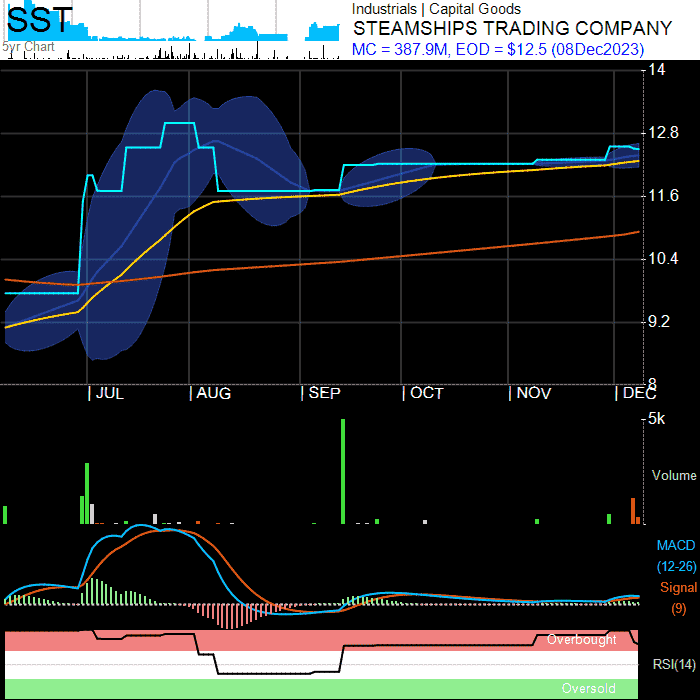 SST
5yr Chart
Industrials | Capital Goods
STEAMSHIPS TRADING COMPANY
MC = 387.9M, EOD = $12.5 (08Dec2023)
14
12.8
11.6
10.4
9.2
8
| JUL | AUG | SEP | OCT | NOV | DEC
5k
Volume
MACD
(12-26)
Signal
(9)
Overbought
RSI(14)
Oversold